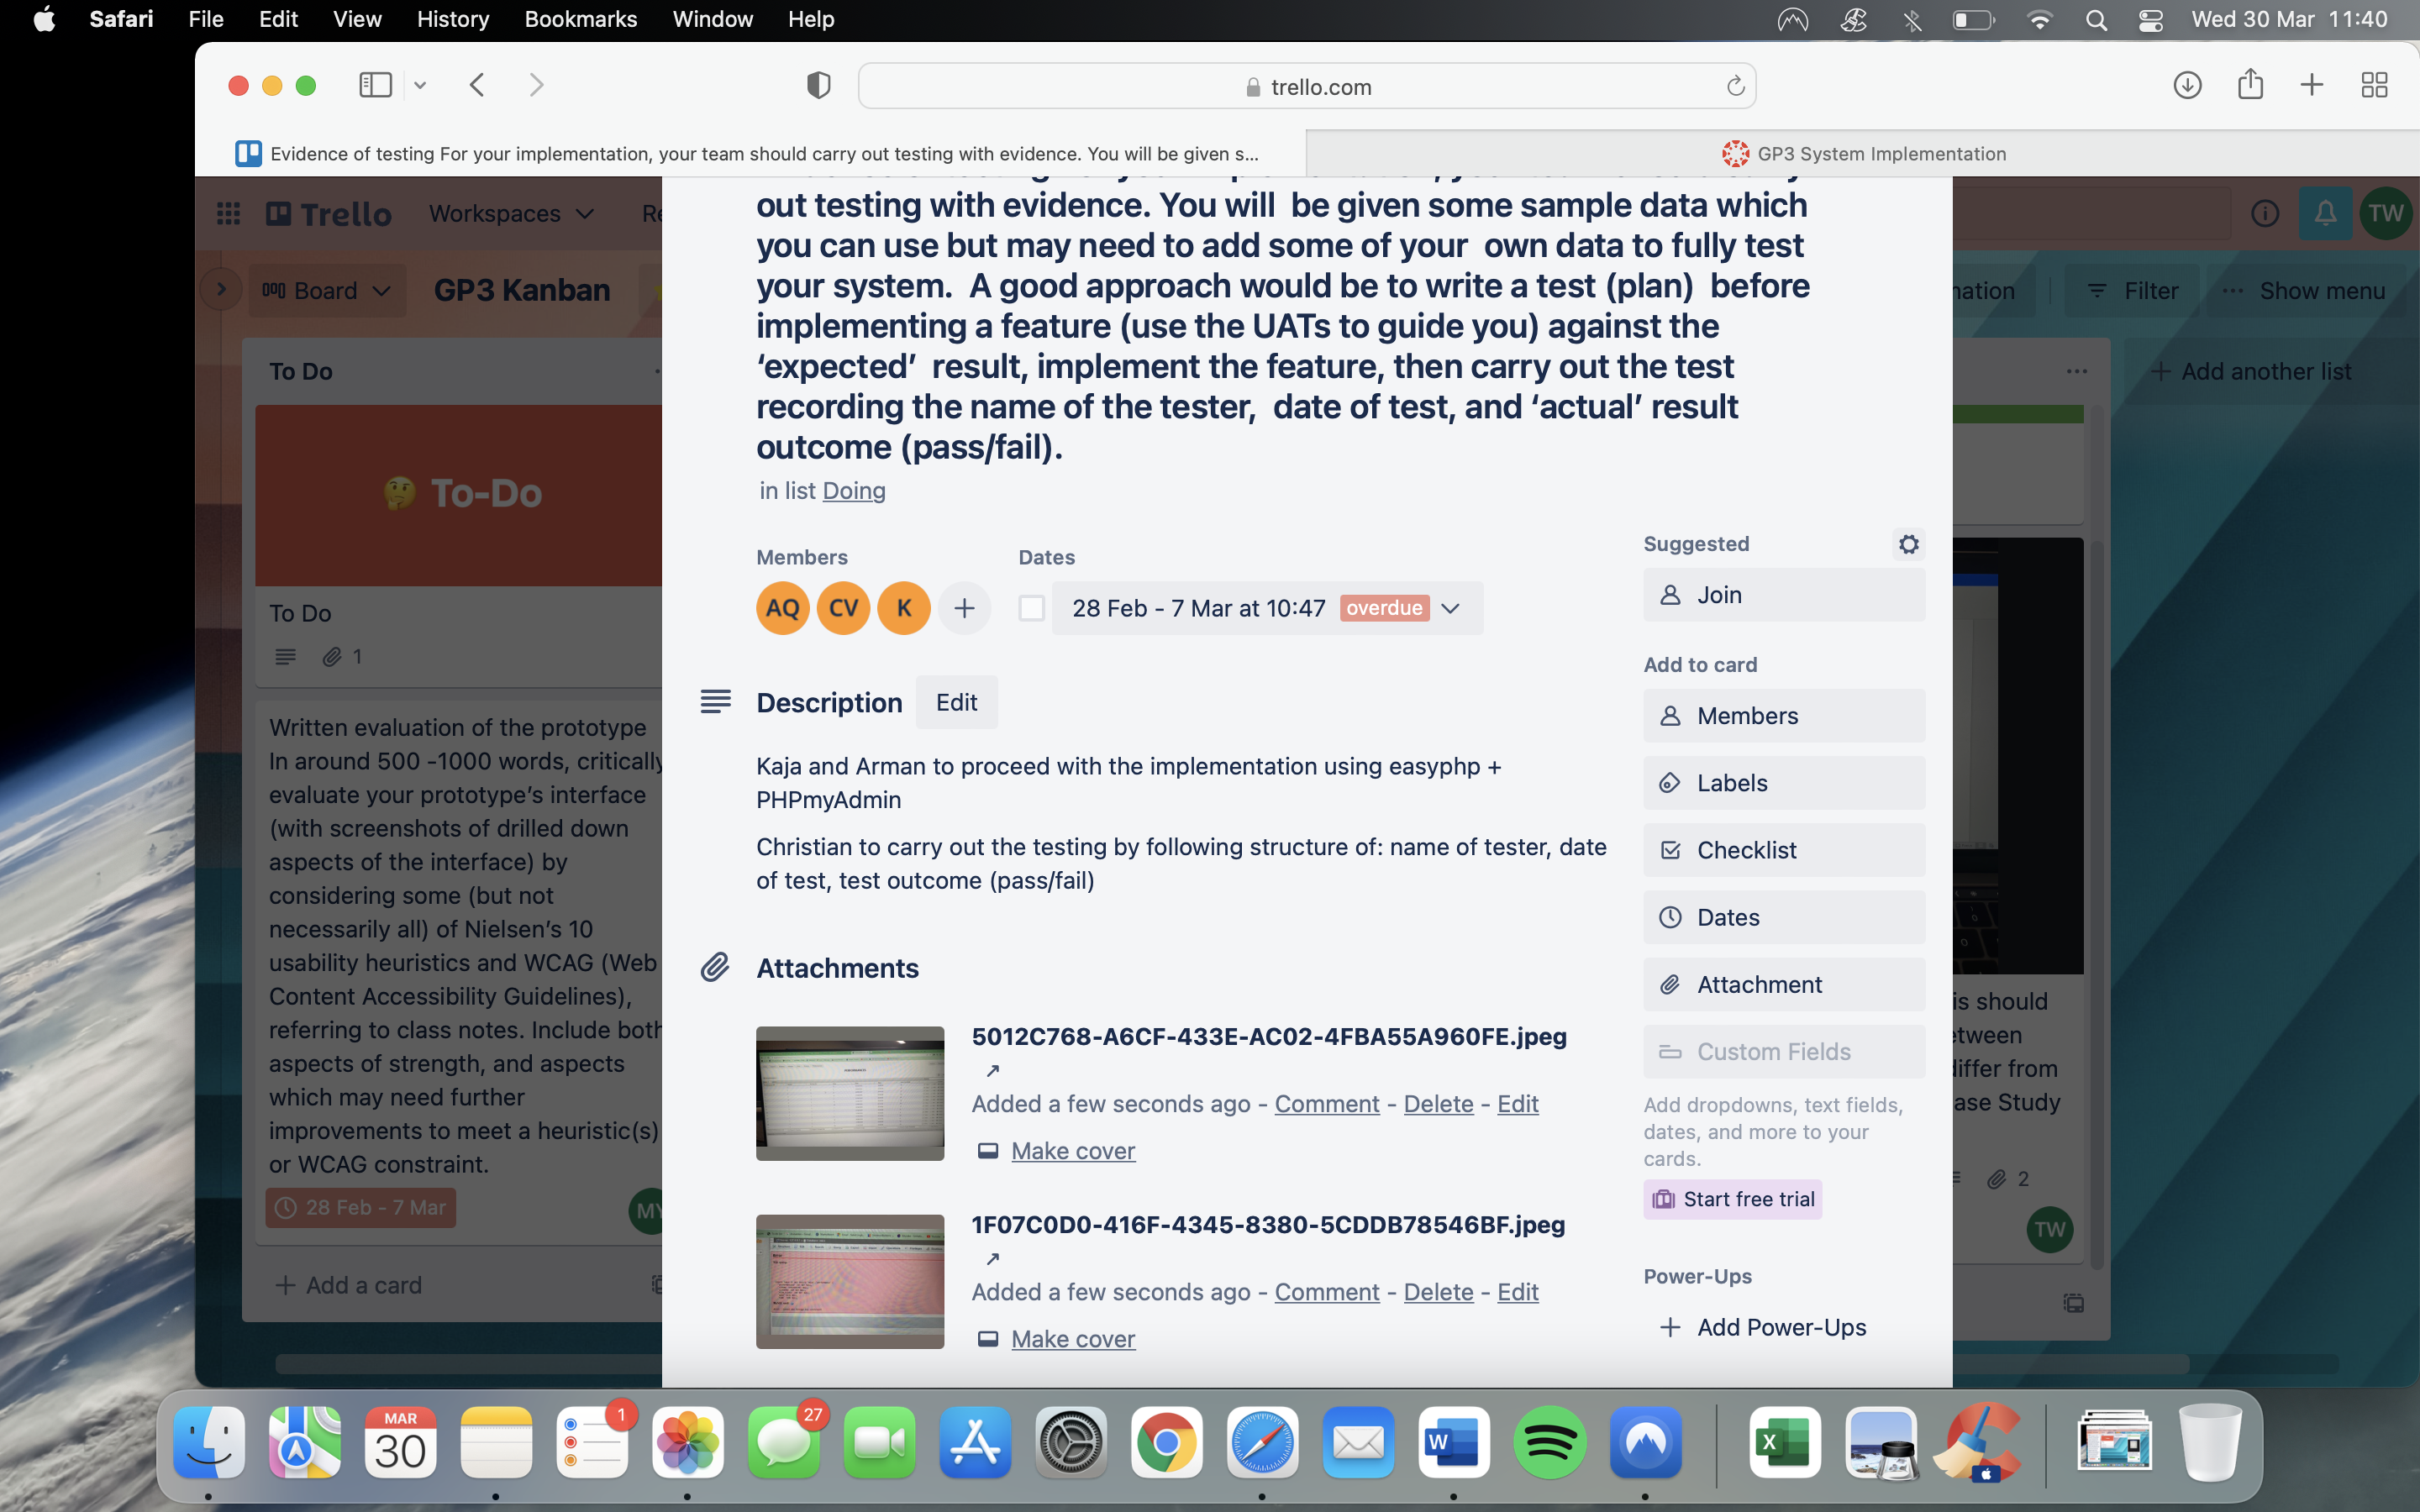 Safari File Edit View History Bookmarks Window Help Wed 30 Mar 11:40
trello.com
Evidence of testing For your implementation, your team should carry out testing with evidence. You will be given s...
GP3 System Implementation
Trello Workspaces Re
TW
Board GP3 Kanban
nation Filter ... Show menu
To Do
🤔 To-Do
To Do
1
Written evaluation of the prototype
In around 500 -1000 words, critically
evaluate your prototype's interface
(with screenshots of drilled down
aspects of the interface) by
considering some (but not
necessarily all) of Nielsen's 10
usability heuristics and WCAG (Web
Content Accessibility Guidelines),
referring to class notes. Include both
aspects of strength, and aspects
which may need further
improvements to meet a heuristic(s)
or WCAG constraint.
28 Feb - 7 Mar
MY
+ Add a card
out testing with evidence. You will be given some sample data which
you can use but may need to add some of your own data to fully test
your system. A good approach would be to write a test (plan) before
implementing a feature (use the UATs to guide you) against the
‘expected’ result, implement the feature, then carry out the test
recording the name of the tester, date of test, and ‘actual’ result
outcome (pass/fail).
in list Doing
Members
AQ CV K +
Dates
28 Feb - 7 Mar at 10:47 overdue
Description Edit
Kaja and Arman to proceed with the implementation using easyphp +
PHPmyAdmin
Christian to carry out the testing by following structure of: name of tester, date
of test, test outcome (pass/fail)
Attachments
5012C768-A6CF-433E-AC02-4FBA55A960FE.jpeg
↗
Added a few seconds ago - Comment - Delete - Edit
Make cover
1F07C0D0-416F-4345-8380-5CDDB78546BF.jpeg
↗
Added a few seconds ago - Comment - Delete - Edit
Make cover
Suggested
Join
Add to card
Members
Labels
Checklist
Dates
Attachment
Custom Fields
Add dropdowns, text fields,
dates, and more to your
cards.
Start free trial
Power-Ups
+ Add Power-Ups
+ Add another list
is should
etween
differ from
ase Study
2
TW
MAR
30
1
27
W
X